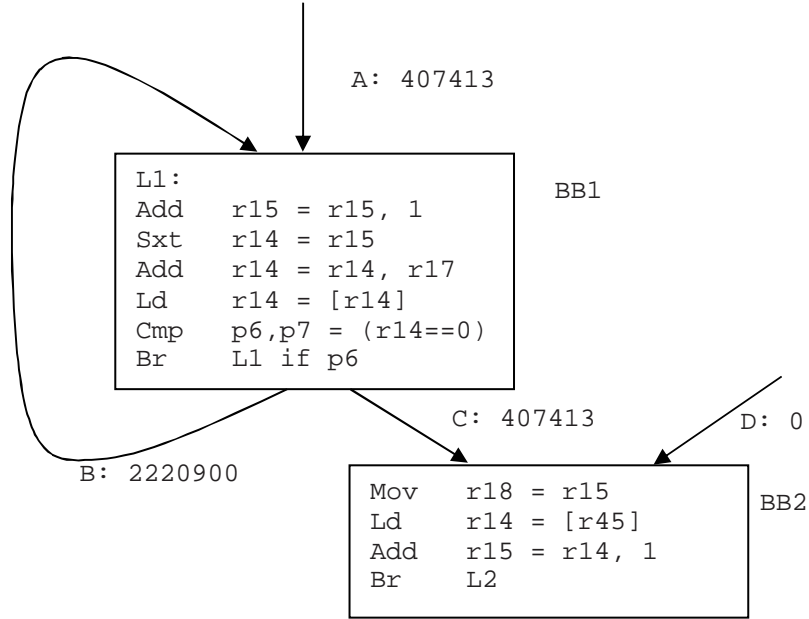 A: 407413
L1:
BB1
Add r15 = r15, 1
Sxt r14 = r15
Add r14 = r14, r17
Ld r14 = [r14]
Cmp p6,p7 = (r14==0)
Br L1 if p6
C: 407413
D: 0
B: 2220900
Mov r18 = r15
BB2
Ld r14 = [r45]
Add r15 = r14, 1
Br L2